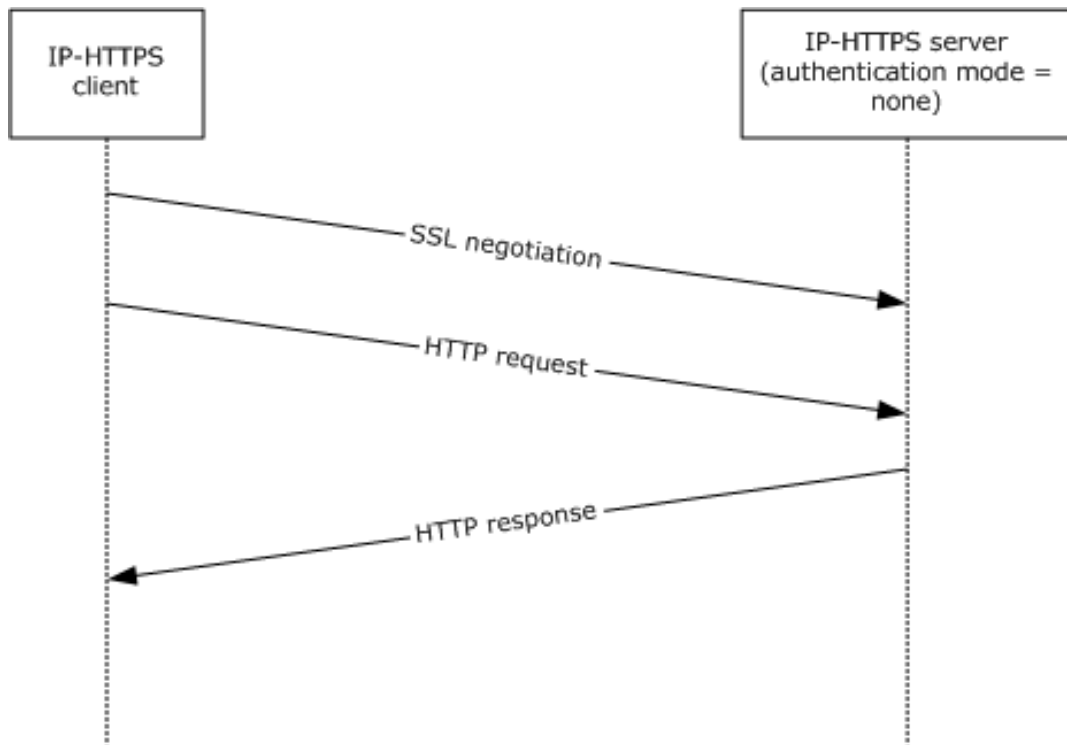 IP-HTTPS
client
IP-HTTPS server
(authentication mode =
none)
SSL negotiation
HTTP request
HTTP response